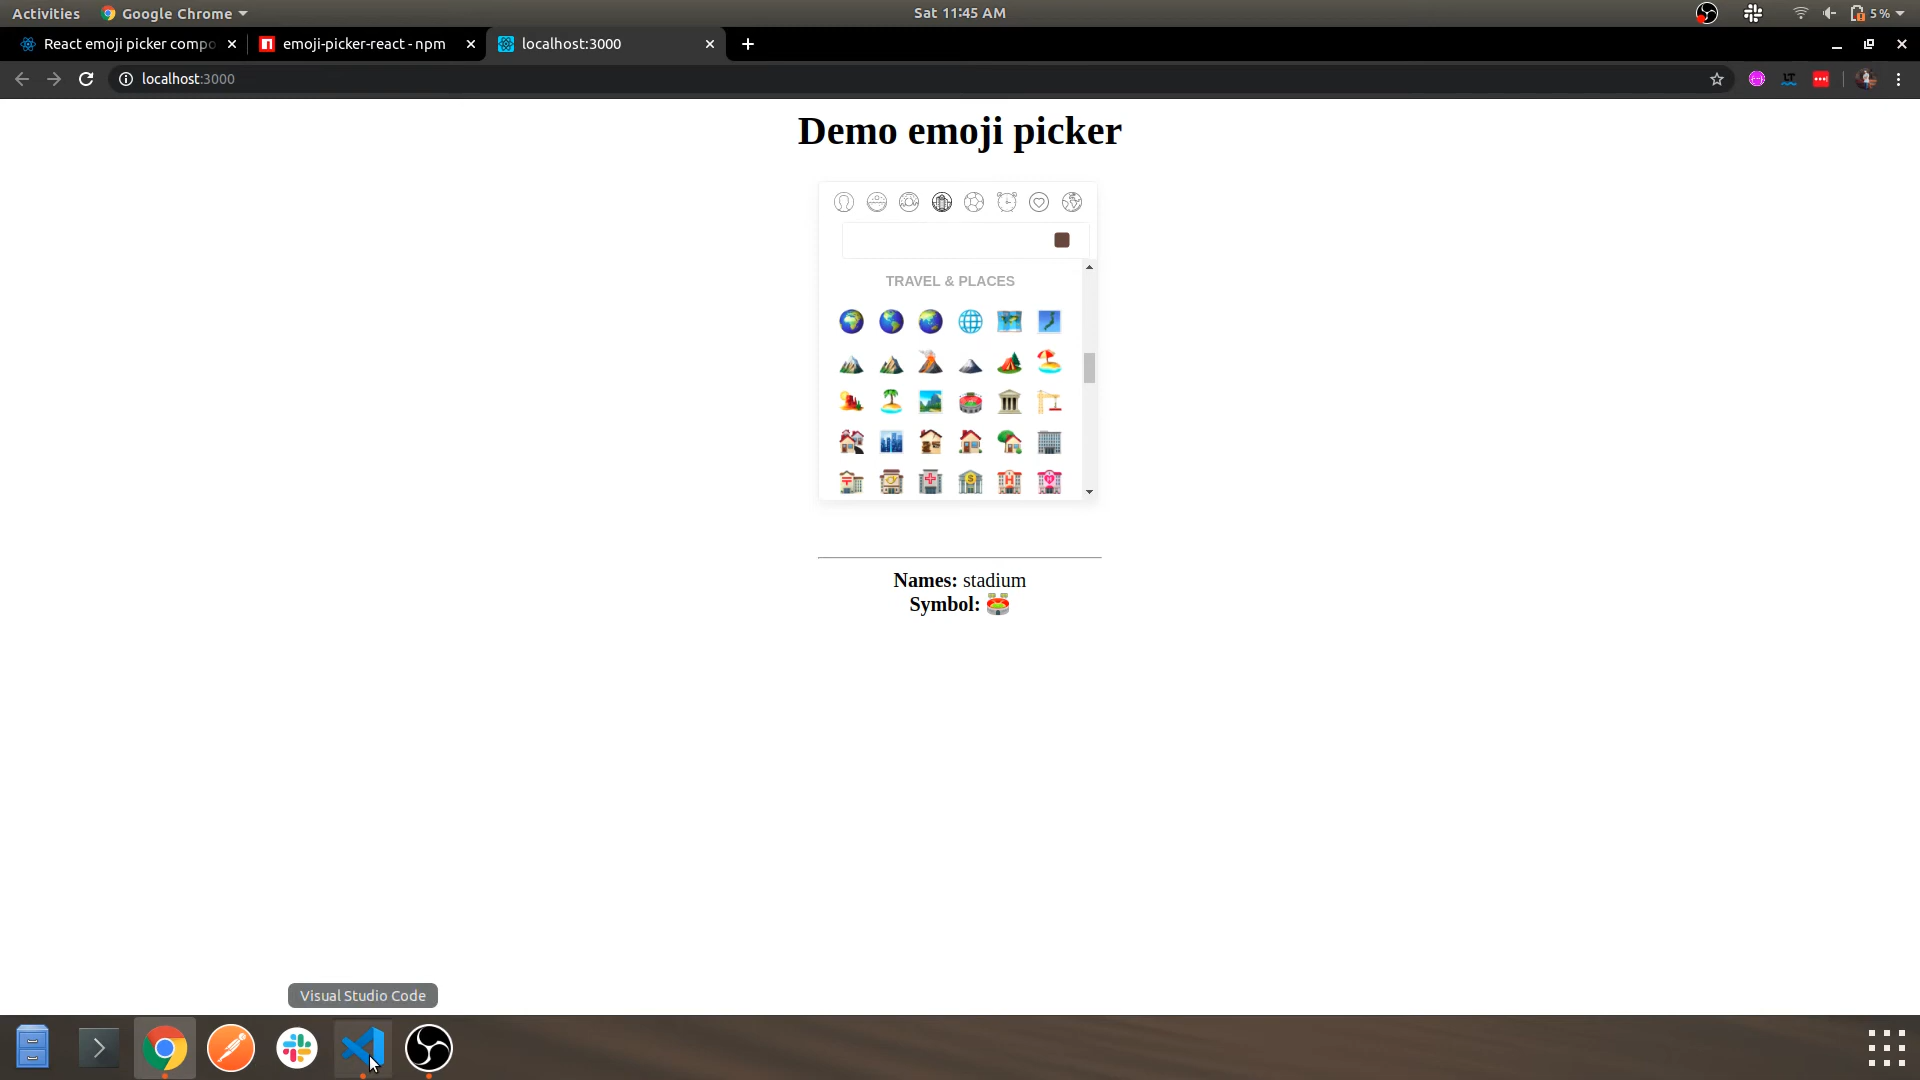 Activities Google Chrome Sat 11:45 AM 5%
React emoji picker compo emoji-picker-react - npm localhost:3000
localhost:3000
Demo emoji picker
TRAVEL & PLACES
Names: stadium
Symbol:
Visual Studio Code